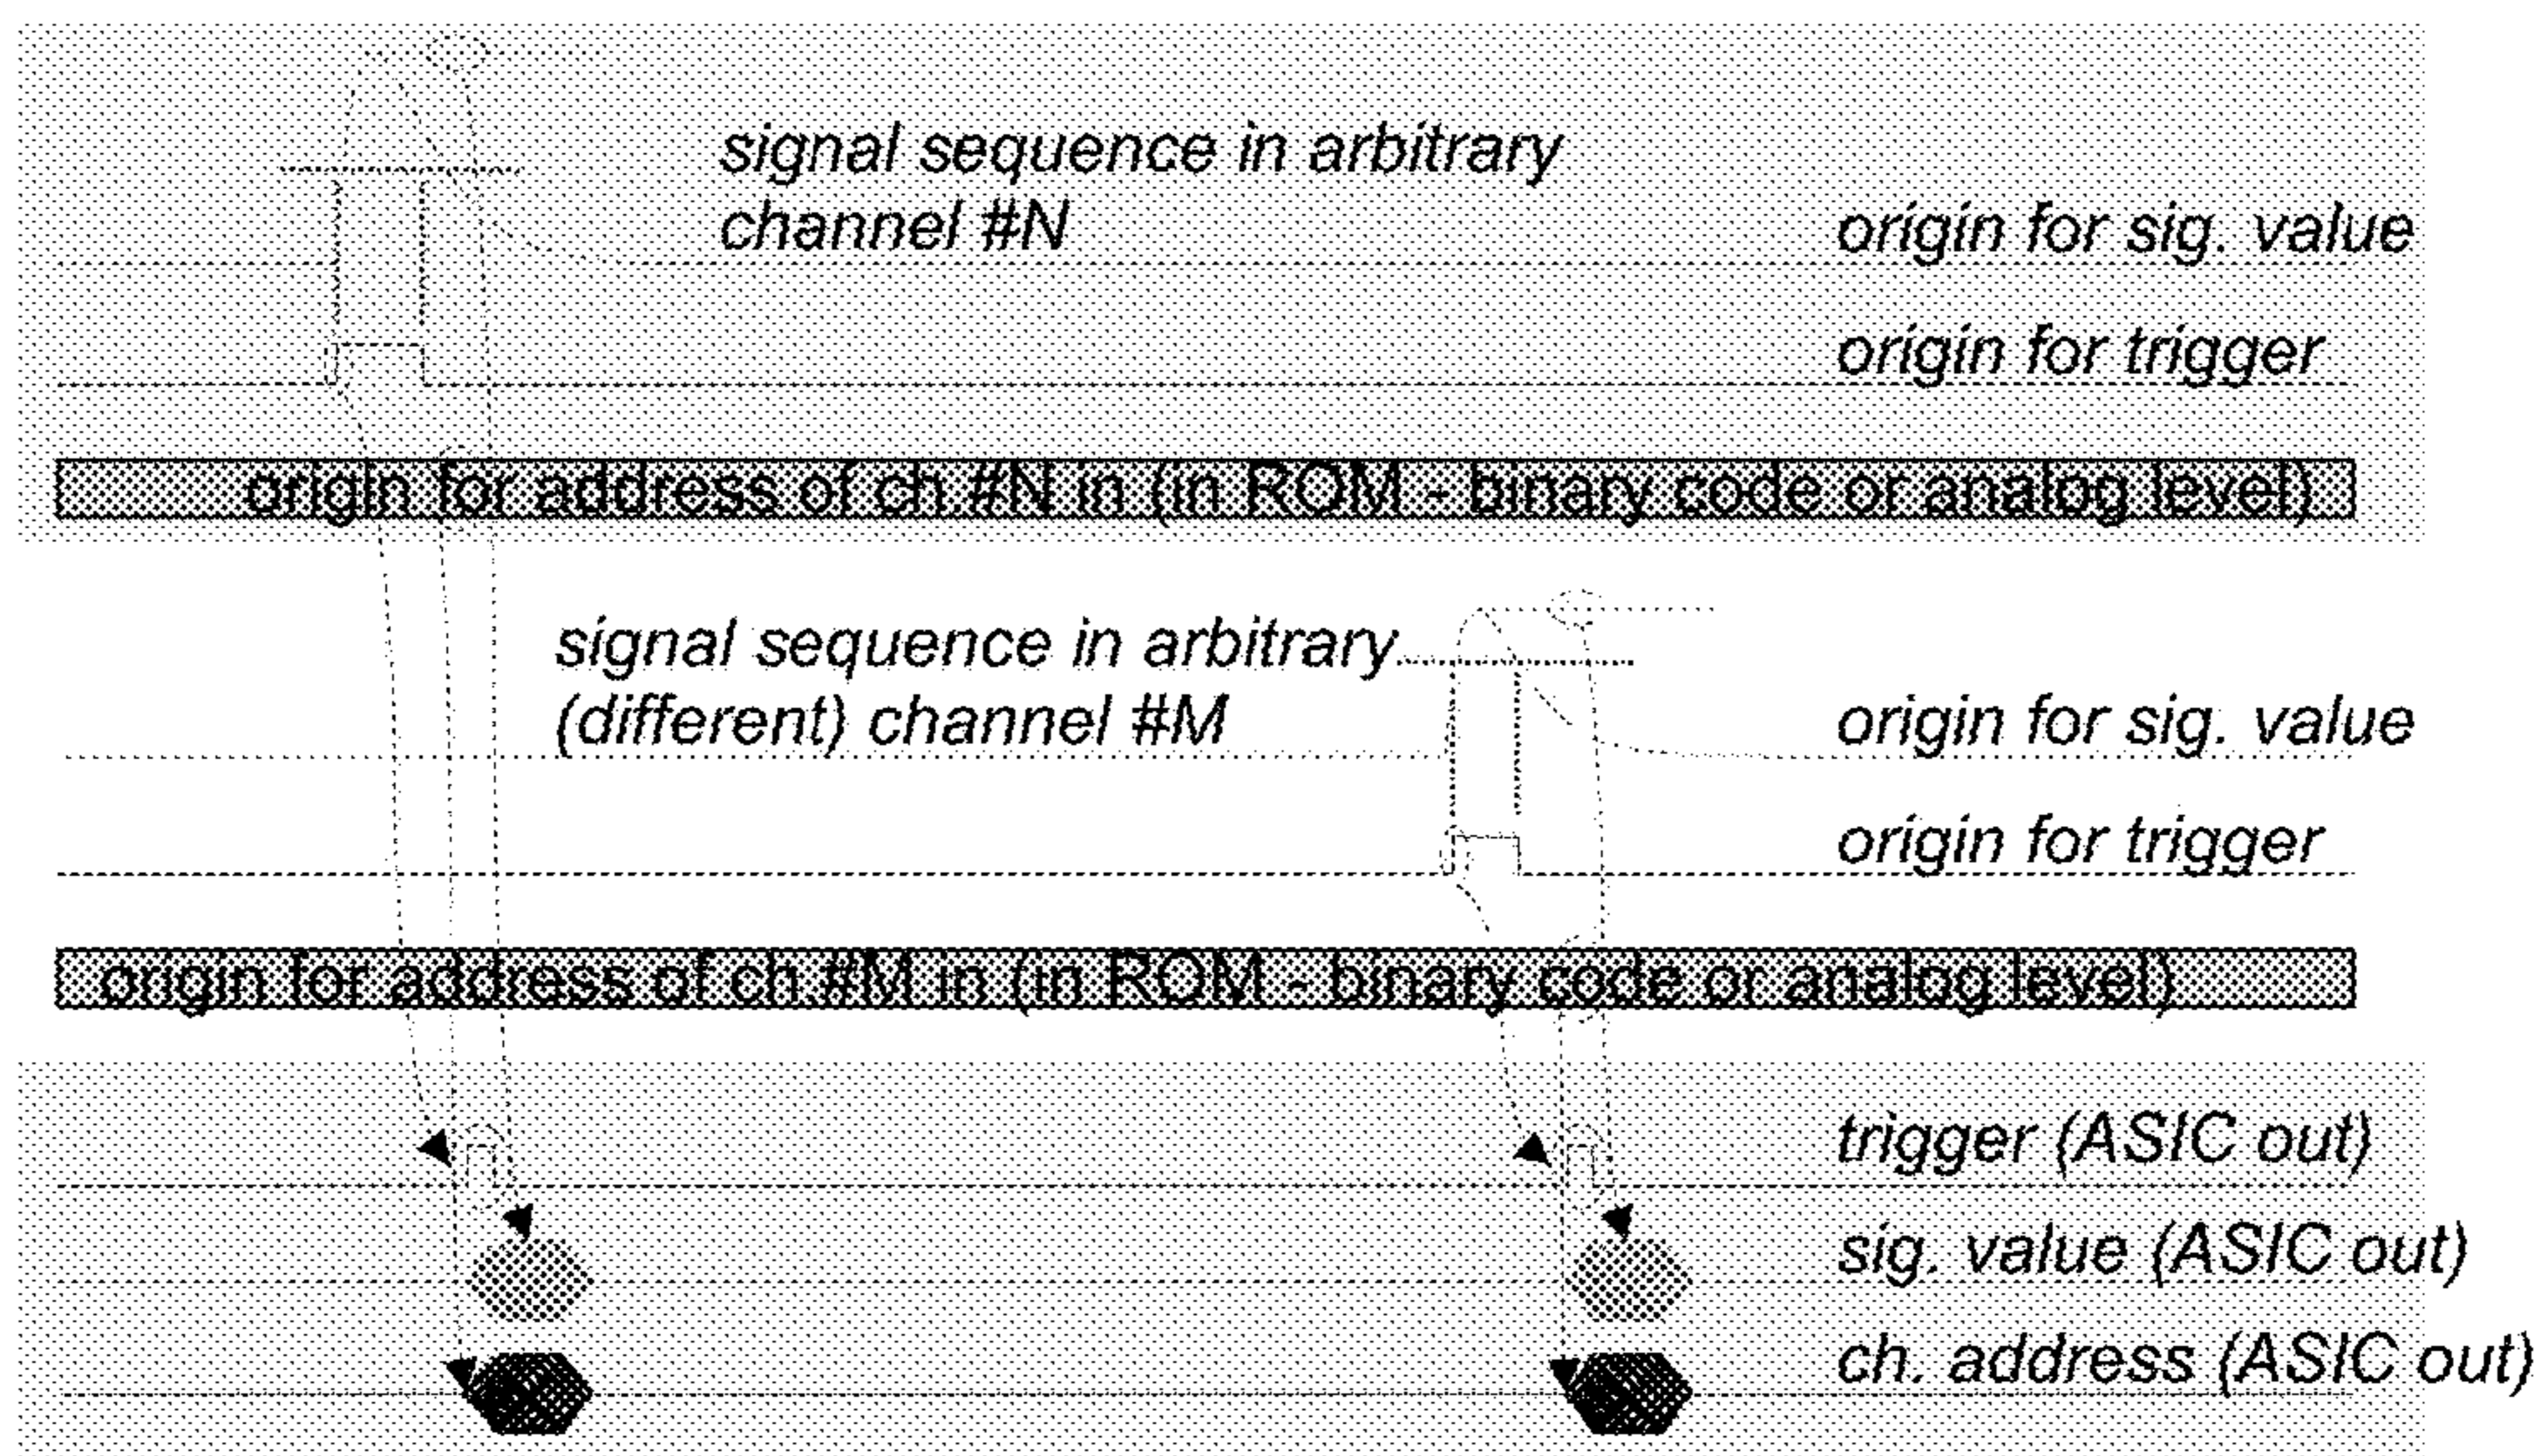 signal sequence in arbitrary
channel #N
origin for sig. value
origin for trigger
origin for address of ch.#N in (in ROM - binary code or analog level)
signal sequence in arbitrary
(different) channel #M
origin for sig. value
origin for trigger
origin for address of ch.#M in (in ROM - binary code or analog level)
trigger (ASIC out)
sig. value (ASIC out)
ch. address (ASIC out)